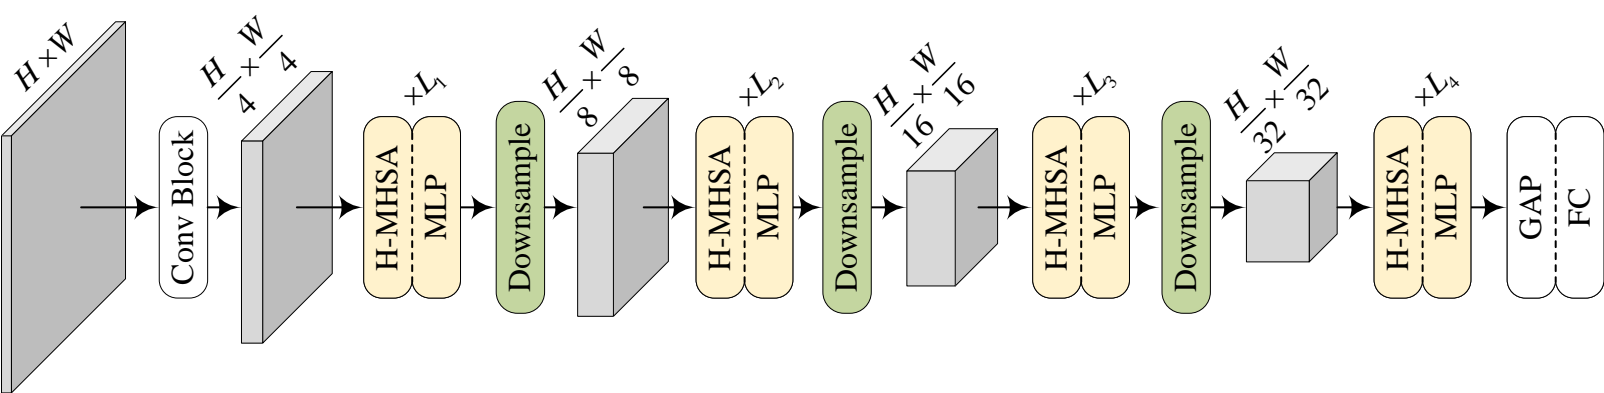 H×W
Conv Block
H/4 × W/4
×L₁
H-MHSA
MLP
Downsample
H/8 × W/8
×L₂
H-MHSA
MLP
Downsample
H/16 × W/16
×L₃
H-MHSA
MLP
Downsample
H/32 × W/32
×L₄
H-MHSA
MLP
GAP
FC